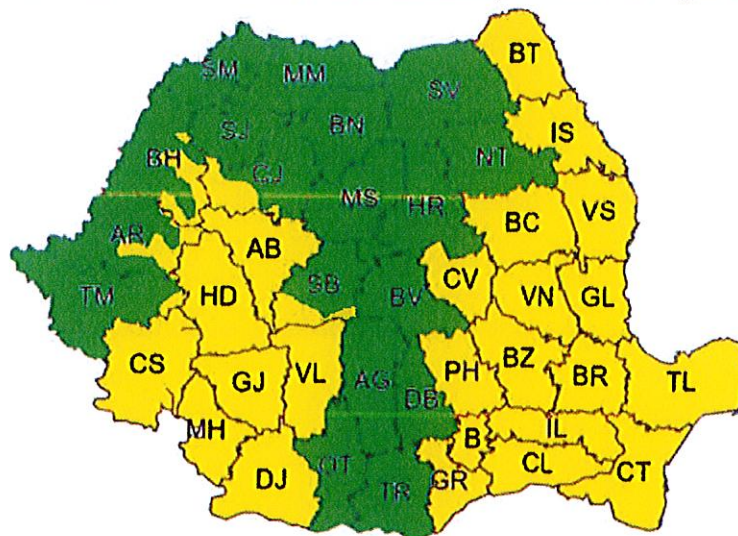 BT
SM MM
SV
SJ BN
IS
BH
NT
CJ
MS
HR BC VS
AR
AB
SB
CV
TM HD
BV
VN GL
CS
GJ VL AG
PH BZ BR TL
DB
MH
B IL
OT
DJ TR GR CL CT